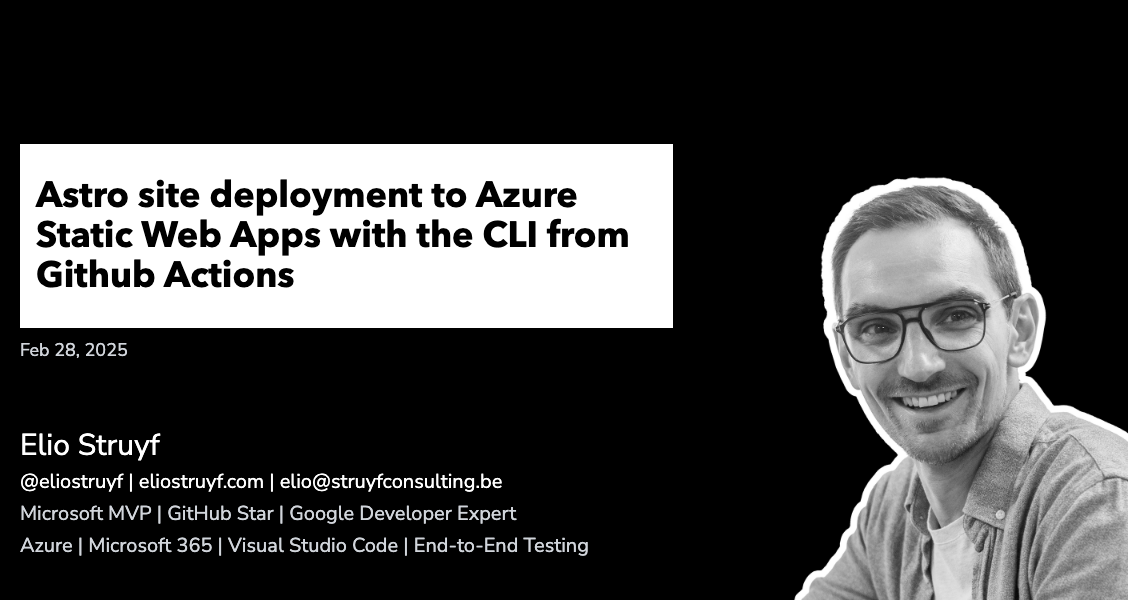 Astro site deployment to Azure
Static Web Apps with the CLI from
Github Actions
Feb 28, 2025
Elio Struyf
@eliostruyf | eliostruyf.com | elio@struyfconsulting.be
Microsoft MVP | GitHub Star | Google Developer Expert
Azure | Microsoft 365 | Visual Studio Code | End-to-End Testing